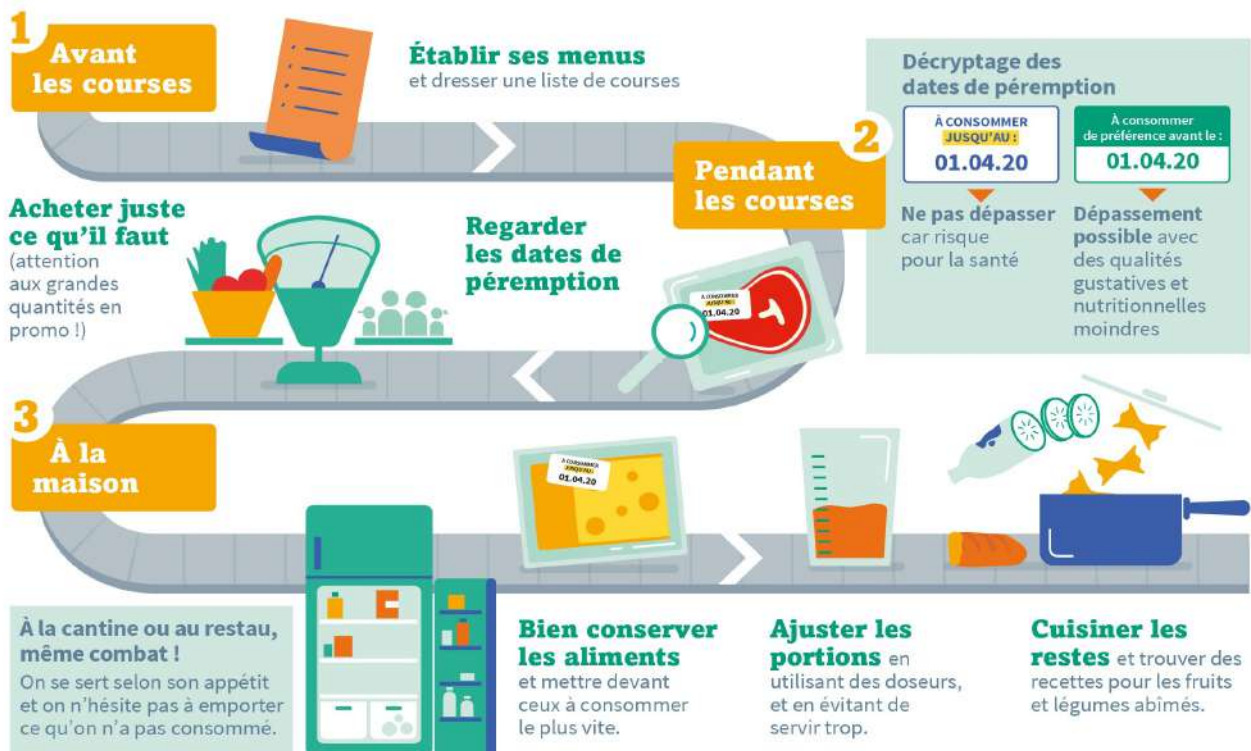 1
Avant
les courses
Établir ses menus
et dresser une liste de courses
2
Pendant
les courses
Décryptage des
dates de péremption
À CONSOMMER
JUSQU'AU :
01.04.20
Ne pas dépasser
car risque
pour la santé
À consommer
de préférence avant le :
01.04.20
Dépassement
possible avec
des qualités
gustatives et
nutritionnelles
moindres
Regarder
les dates de
péremption
À CONSOMMER
JUSQU'AU :
01.04.20
Acheter juste
ce qu'il faut
(attention
aux grandes
quantités en
promo !)
3
À la
maison
À CONSOMMER
JUSQU'AU :
01.04.20
Bien conserver
les aliments
et mettre devant
ceux à consommer
le plus vite.
Ajuster les
portions en
utilisant des doseurs,
et en évitant de
servir trop.
Cuisiner les
restes et trouver des
recettes pour les fruits
et légumes abîmés.
À la cantine ou au restau,
même combat !
On se sert selon son appétit
et on n'hésite pas à emporter
ce qu'on n'a pas consommé.